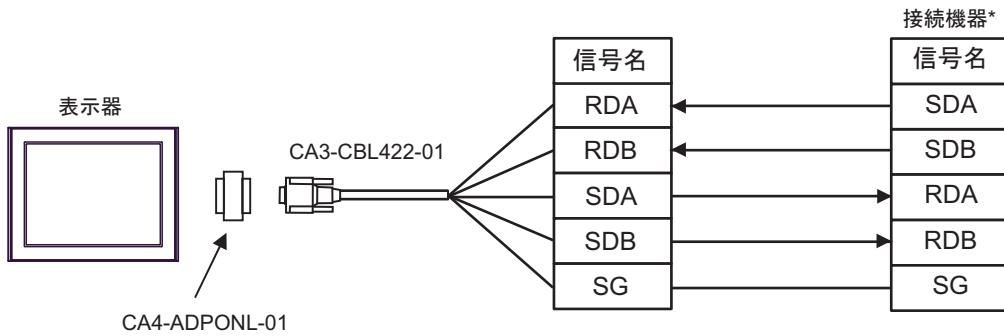 接続機器*
信号名
信号名
表示器
RDA
SDA
CA3-CBL422-01
RDB
SDB
SDA
RDA
SDB
RDB
SG
SG
CA4-ADPONL-01